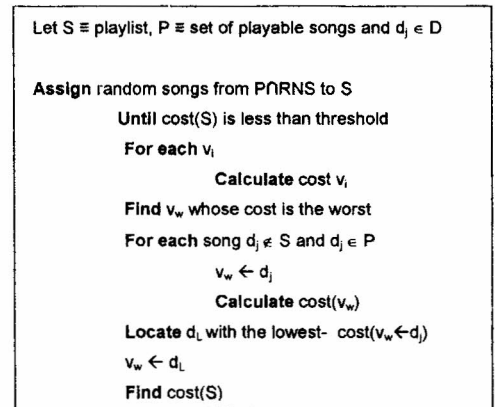 Let S ≡ playlist, P ≡ set of playable songs and dⱼ ∈ D
Assign random songs from P∩RNS to S
Until cost(S) is less than threshold
For each vᵢ
Calculate cost vᵢ
Find v_w whose cost is the worst
For each song dⱼ ∉ S and dⱼ ∈ P
v_w ← dⱼ
Calculate cost(v_w)
Locate d_L with the lowest- cost(v_w←dⱼ)
v_w ← d_L
Find cost(S)